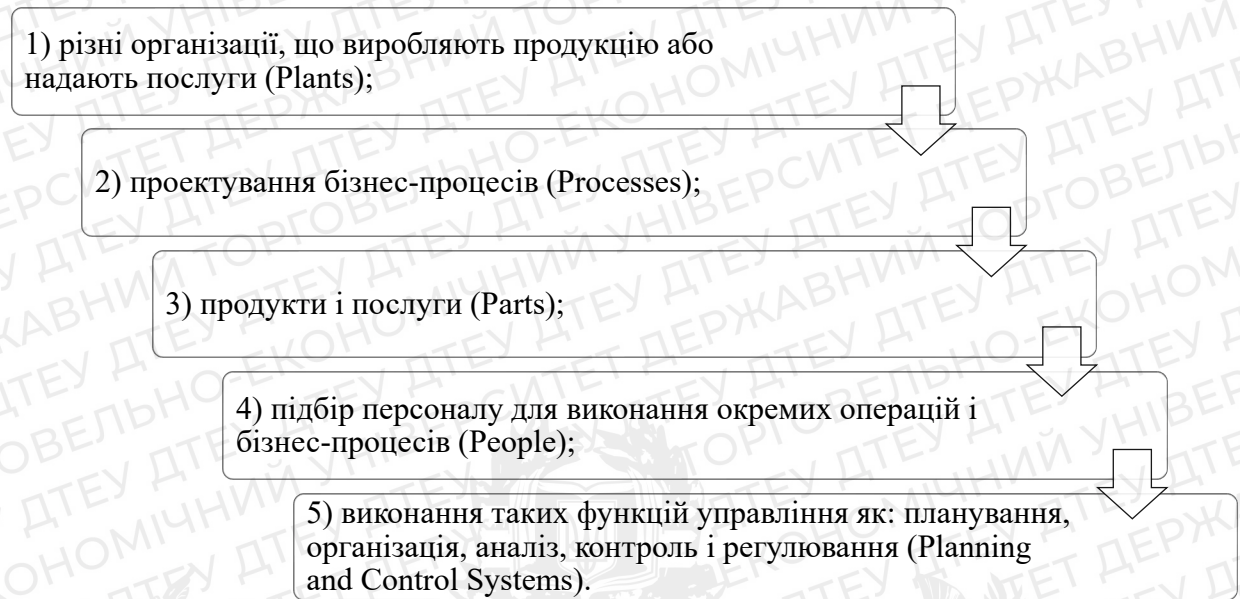 1) різні організації, що виробляють продукцію або
надають послуги (Plants);
2) проектування бізнес-процесів (Processes);
3) продукти і послуги (Parts);
4) підбір персоналу для виконання окремих операцій і
бізнес-процесів (People);
5) виконання таких функцій управління як: планування,
організація, аналіз, контроль і регулювання (Planning
and Control Systems).